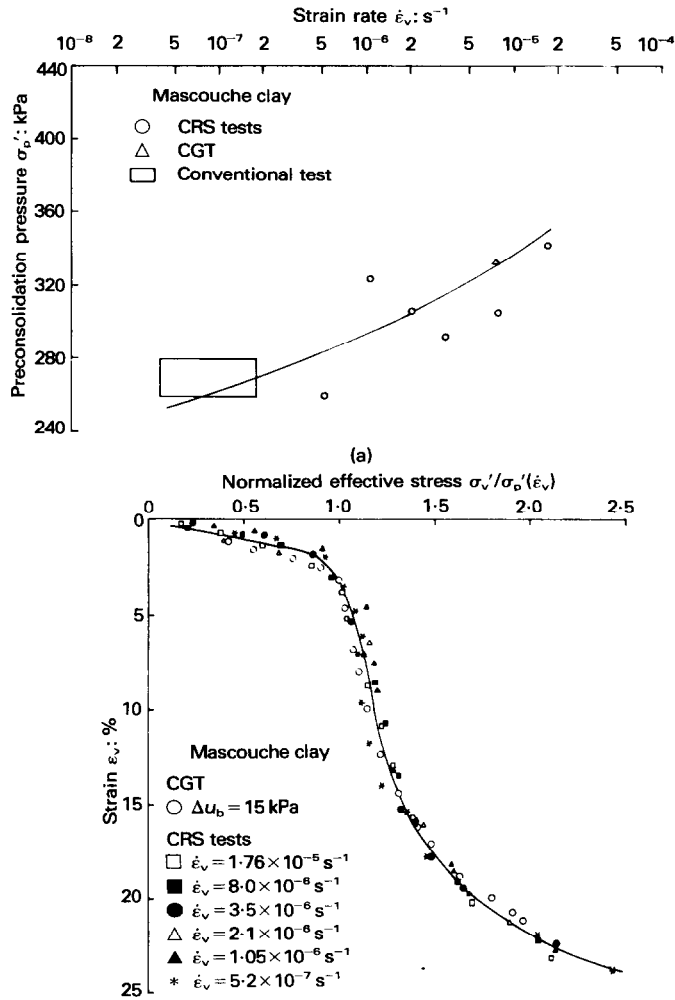 Strain rate ε̇ᵥ: s⁻¹
10⁻⁸ 2 5 10⁻⁷ 2 5 10⁻⁶ 2 5 10⁻⁵ 2 5 10⁻⁴
Preconsolidation pressure σₚ′: kPa
440
400
360
320
280
240
Mascouche clay
CRS tests
CGT
Conventional test
(a)
Normalized effective stress σᵥ′/σₚ′(ε̇ᵥ)
0 0·5 1·0 1·5 2·0 2·5
Strain εᵥ: %
0
5
10
15
20
25
Mascouche clay
CGT
Δu_b = 15 kPa
CRS tests
ε̇ᵥ = 1·76 × 10⁻⁵ s⁻¹
ε̇ᵥ = 8·0 × 10⁻⁶ s⁻¹
ε̇ᵥ = 3·5 × 10⁻⁶ s⁻¹
ε̇ᵥ = 2·1 × 10⁻⁶ s⁻¹
ε̇ᵥ = 1·05 × 10⁻⁶ s⁻¹
ε̇ᵥ = 5·2 × 10⁻⁷ s⁻¹